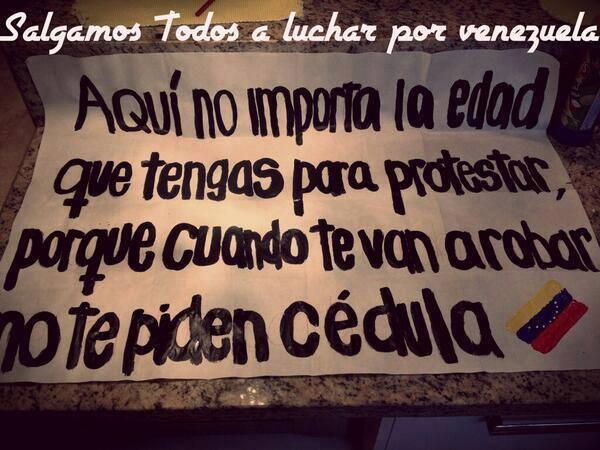 Salgamos Todos a luchar por venezuela
Aquí no importa la edad
que tengas para protestar,
porque cuando te van a robar
no te piden cédula